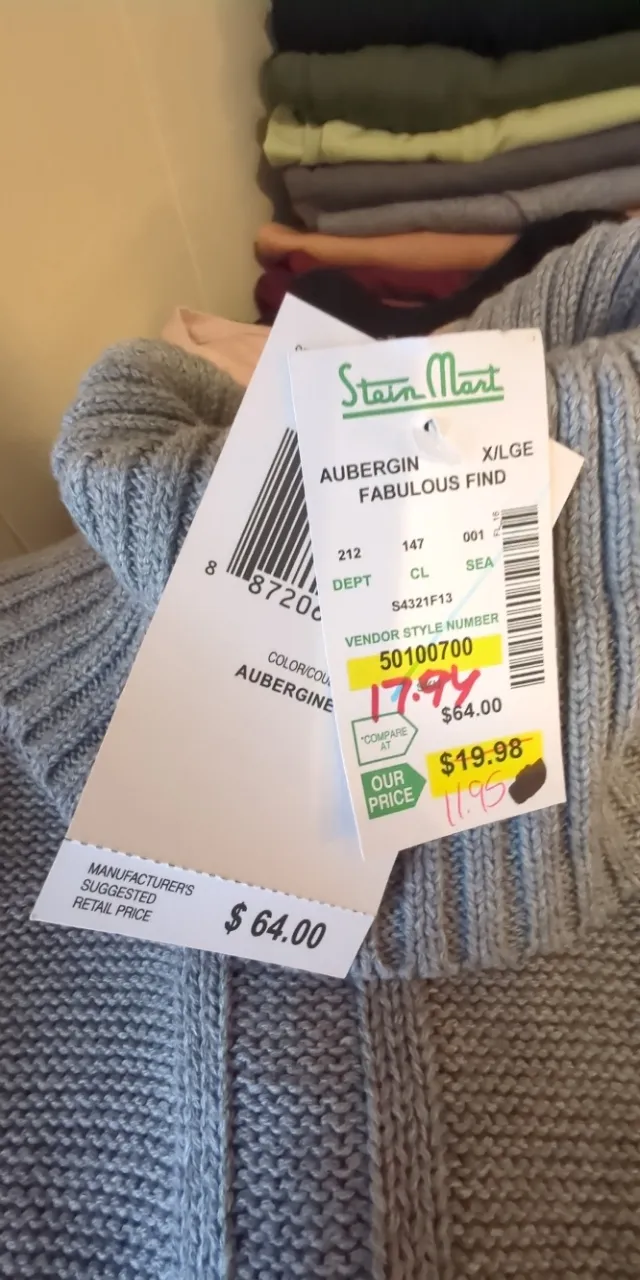 Stein Mart
AUBERGIN X/LGE
FABULOUS FIND
212 147 001
DEPT CL SEA
S4321F13
VENDOR STYLE NUMBER
50100700
17.94
$64.00
*COMPARE
AT
$19.98
OUR
PRICE
11.95
8 87206
COLOR/COU
AUBERGINE
MANUFACTURER'S
SUGGESTED
RETAIL PRICE
$ 64.00